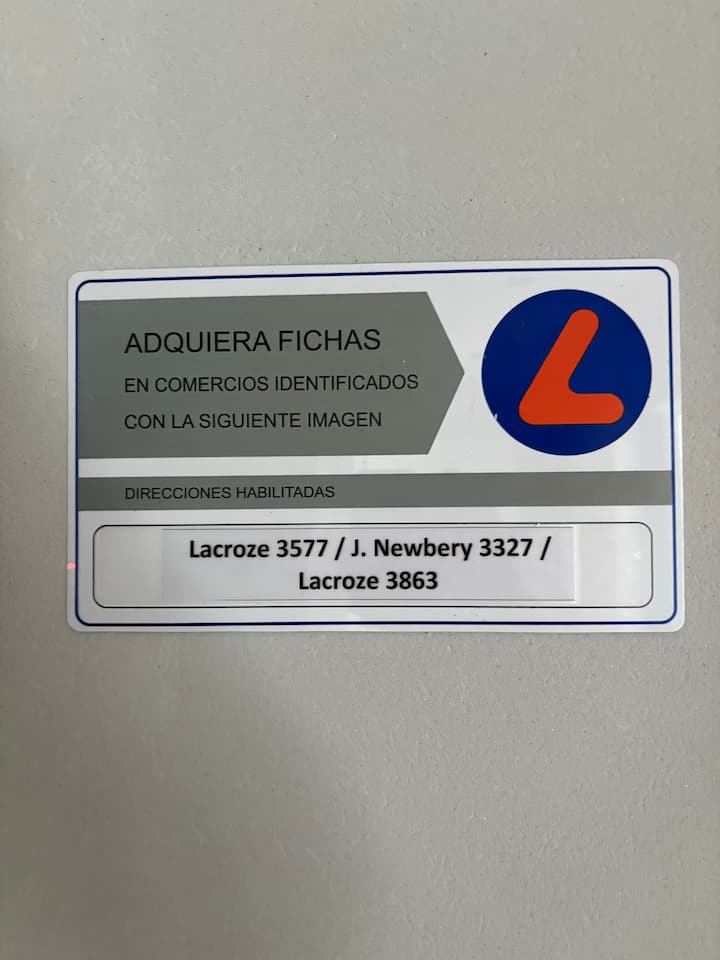 ADQUIERA FICHAS
EN COMERCIOS IDENTIFICADOS
CON LA SIGUIENTE IMAGEN
L
DIRECCIONES HABILITADAS
Lacroze 3577 / J. Newbery 3327 /
Lacroze 3863